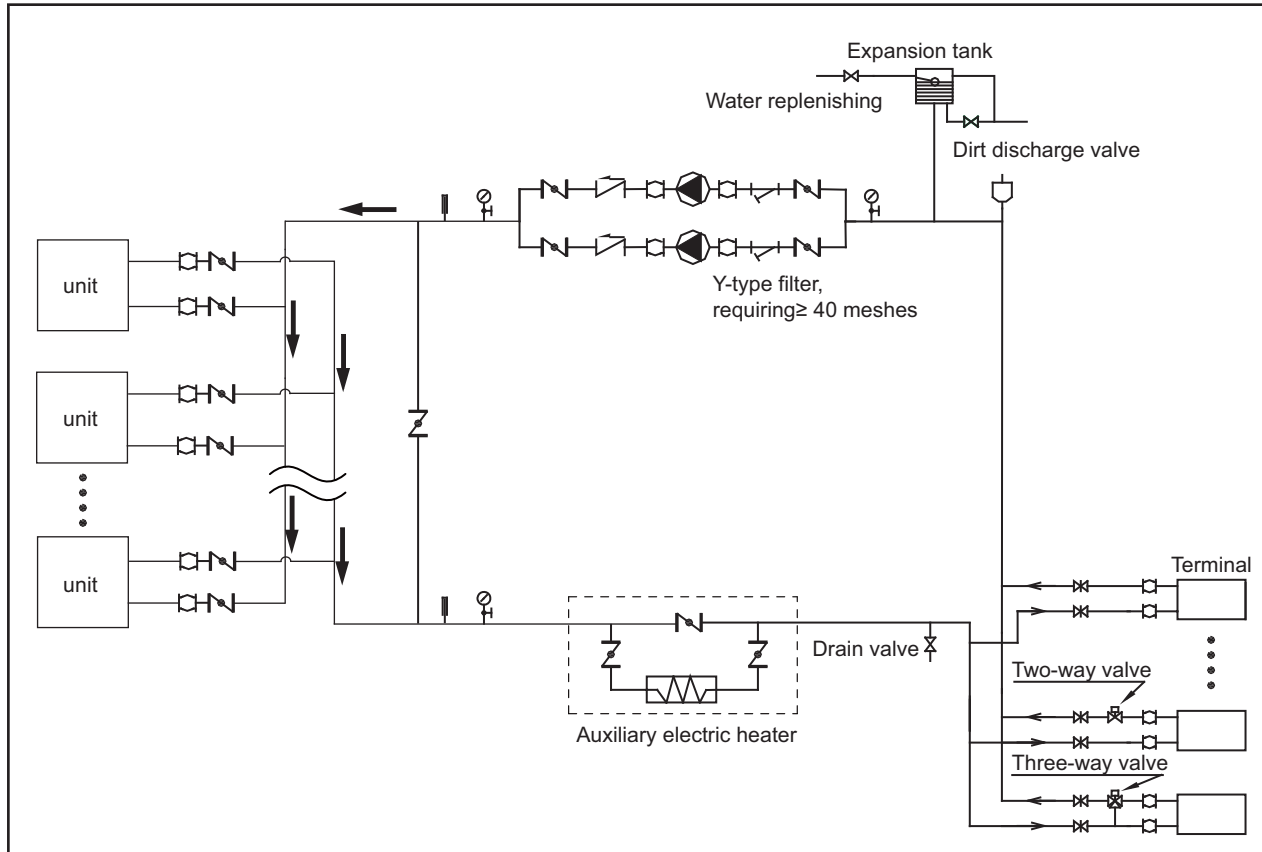 Expansion tank
Water replenishing
Dirt discharge valve
Y-type filter,
requiring≥ 40 meshes
unit
unit
unit
Terminal
Drain valve
Two-way valve
Auxiliary electric heater
Three-way valve